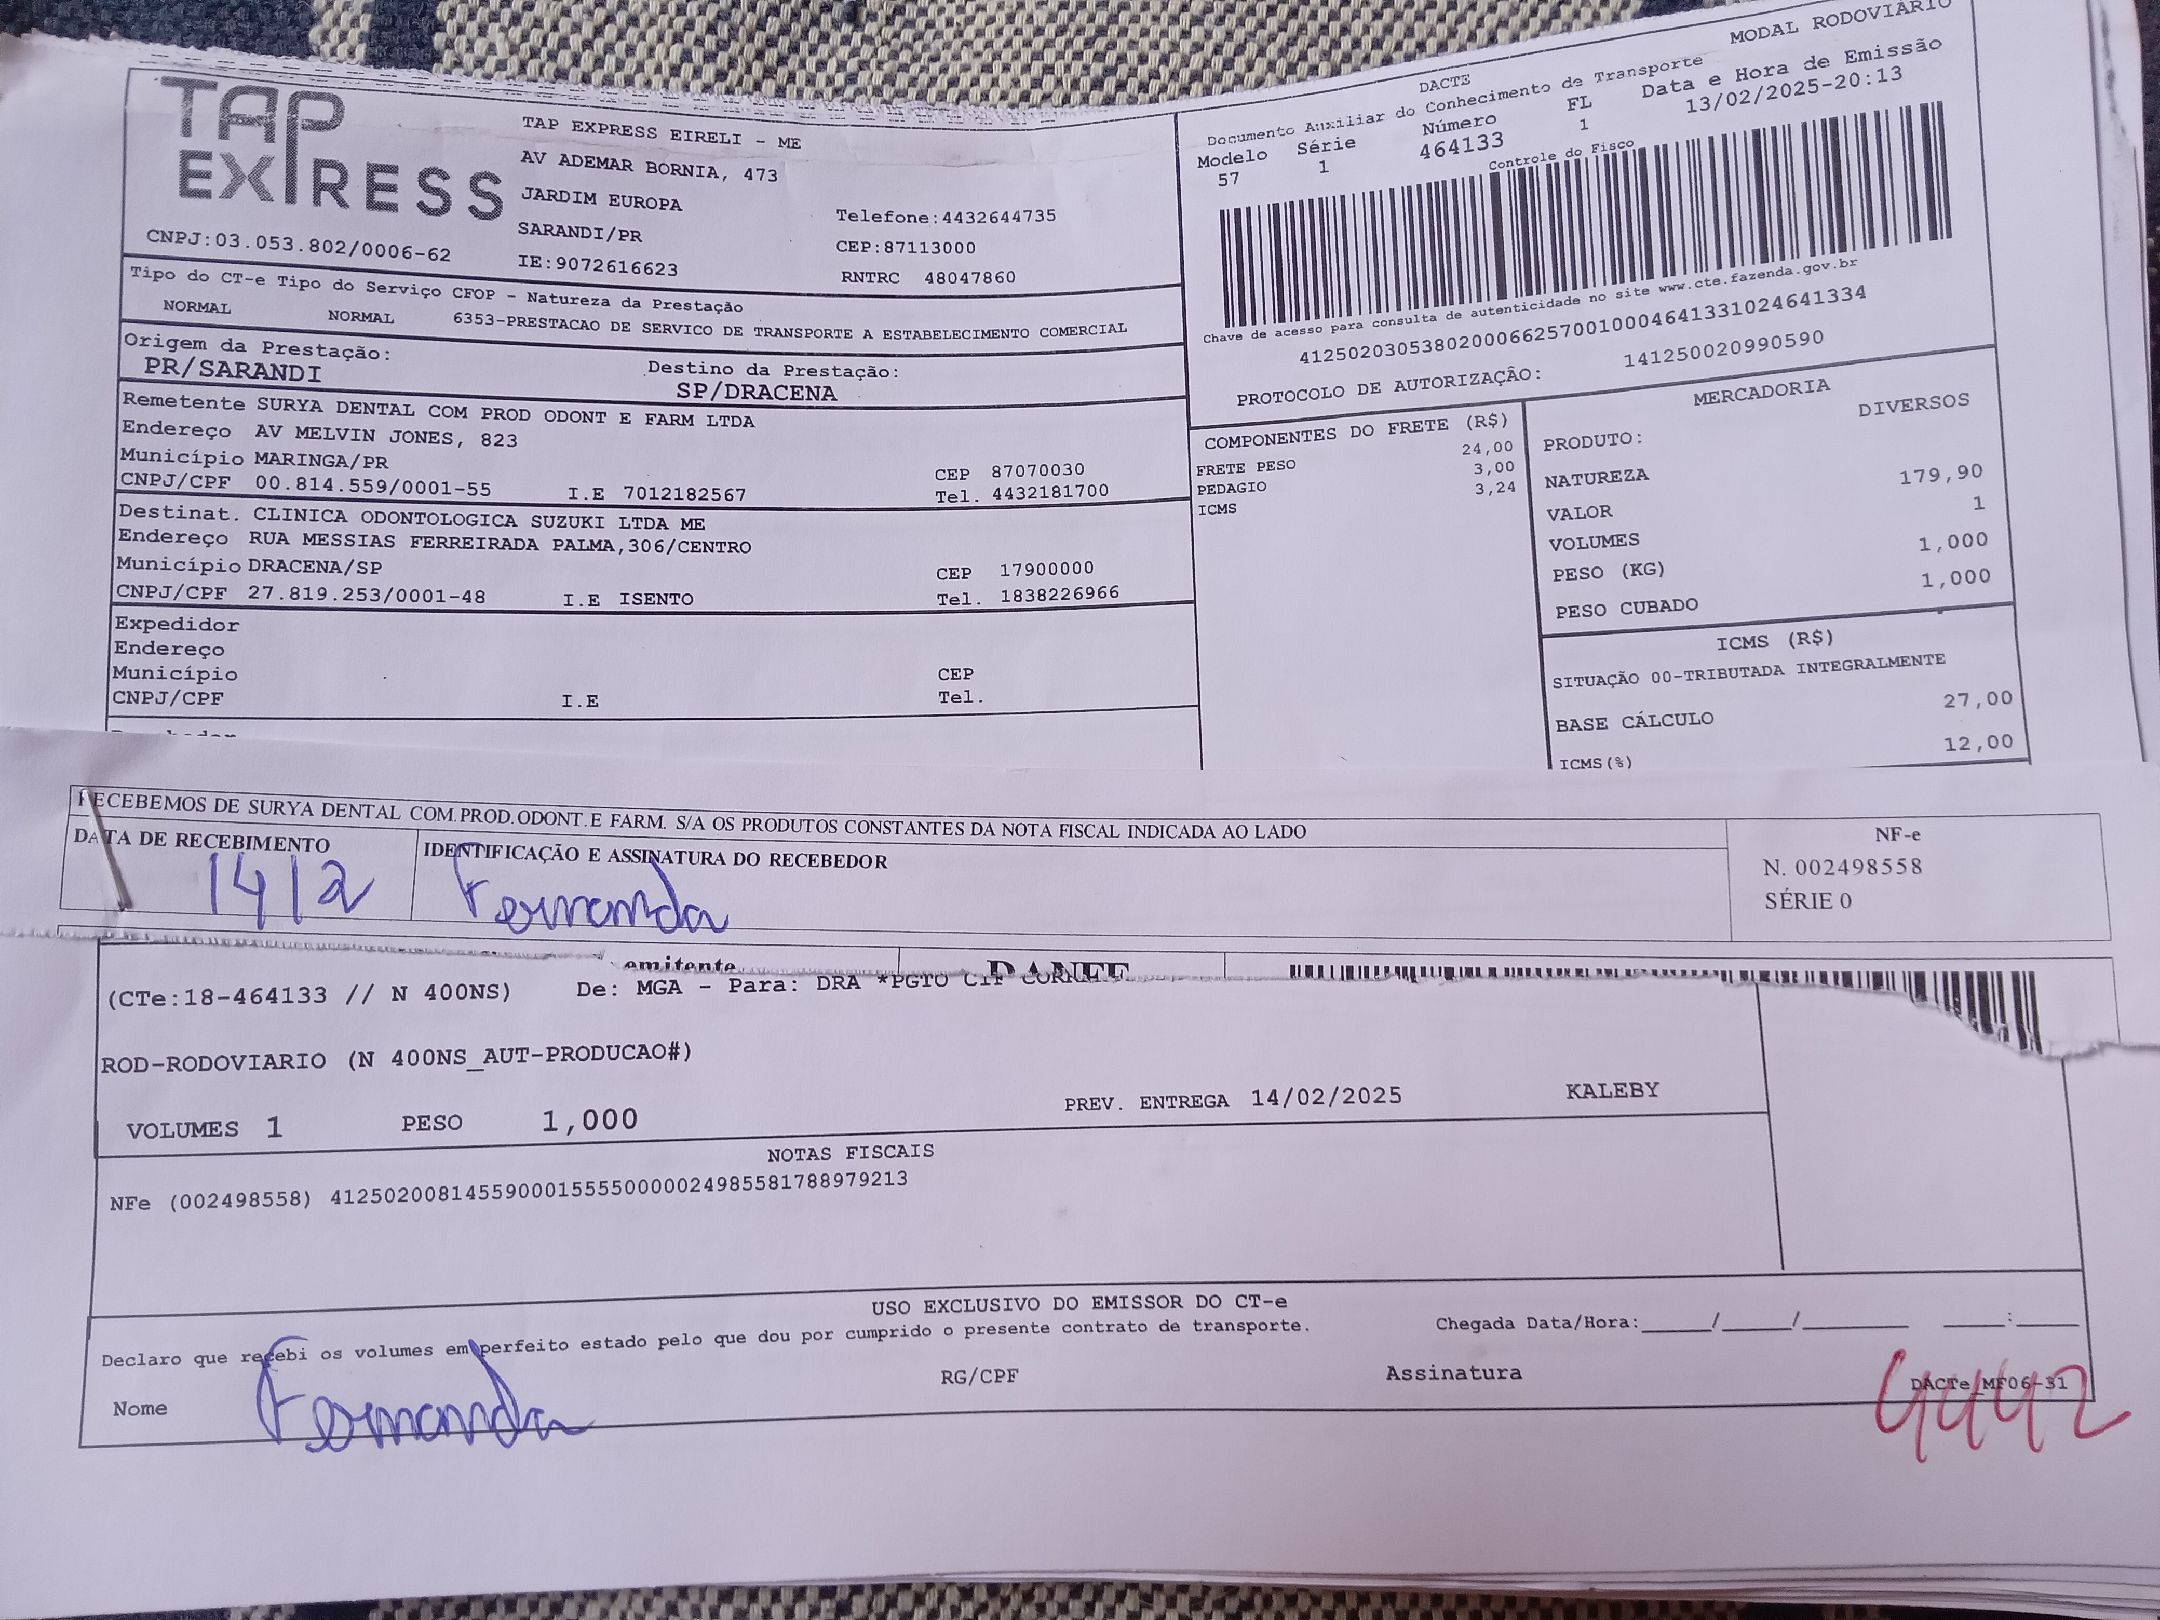 TAP EXPRESS
TAP EXPRESS EIRELI - ME
AV ADEMAR BORNIA, 473
JARDIM EUROPA
SARANDI/PR
IE:9072616623
Telefone:4432644735
CEP:87113000
RNTRC 48047860
CNPJ:03.053.802/0006-62
MODAL RODOVIÁRIO
DACTE
Documento Auxiliar do Conhecimento de Transporte
Modelo Série Número FL Data e Hora de Emissão
57 1 464133 1 13/02/2025-20:13
Controle do Fisco
Chave de acesso para consulta de autenticidade no site www.cte.fazenda.gov.br
41250203053802000662570010004641331024641334
PROTOCOLO DE AUTORIZAÇÃO: 141250020990590
Tipo do CT-e Tipo do Serviço CFOP - Natureza da Prestação
NORMAL NORMAL 6353-PRESTACAO DE SERVICO DE TRANSPORTE A ESTABELECIMENTO COMERCIAL
Origem da Prestação: Destino da Prestação:
PR/SARANDI SP/DRACENA
Remetente SURYA DENTAL COM PROD ODONT E FARM LTDA
Endereço AV MELVIN JONES, 823
Município MARINGA/PR CEP 87070030
CNPJ/CPF 00.814.559/0001-55 I.E 7012182567 Tel. 4432181700
Destinat. CLINICA ODONTOLOGICA SUZUKI LTDA ME
Endereço RUA MESSIAS FERREIRADA PALMA,306/CENTRO
Município DRACENA/SP CEP 17900000
CNPJ/CPF 27.819.253/0001-48 I.E ISENTO Tel. 1838226966
Expedidor
Endereço
Município CEP
CNPJ/CPF I.E Tel.
COMPONENTES DO FRETE (R$)
FRETE PESO 24,00
PEDAGIO 3,00
ICMS 3,24
MERCADORIA
PRODUTO: DIVERSOS
NATUREZA
VALOR 179,90
VOLUMES 1
PESO (KG) 1,000
PESO CUBADO 1,000
ICMS (R$)
SITUAÇÃO 00-TRIBUTADA INTEGRALMENTE
BASE CÁLCULO 27,00
ICMS(%) 12,00
RECEBEMOS DE SURYA DENTAL COM.PROD.ODONT.E FARM. S/A OS PRODUTOS CONSTANTES DA NOTA FISCAL INDICADA AO LADO
DATA DE RECEBIMENTO IDENTIFICAÇÃO E ASSINATURA DO RECEBEDOR
14/2 Fernanda
NF-e
N. 002498558
SÉRIE 0
emitente DANFE
(CTe:18-464133 // N 400NS) De: MGA - Para: DRA *PGTO CIF CORREN
ROD-RODOVIARIO (N 400NS_AUT-PRODUCAO#)
VOLUMES 1 PESO 1,000 PREV. ENTREGA 14/02/2025 KALEBY
NOTAS FISCAIS
NFe (002498558) 41250200814559000155550000024985581788979213
USO EXCLUSIVO DO EMISSOR DO CT-e
Declaro que recebi os volumes em perfeito estado pelo que dou por cumprido o presente contrato de transporte. Chegada Data/Hora:____/____/______ ____:____
Nome Fernanda RG/CPF Assinatura
DACTe_MF06-31
4442